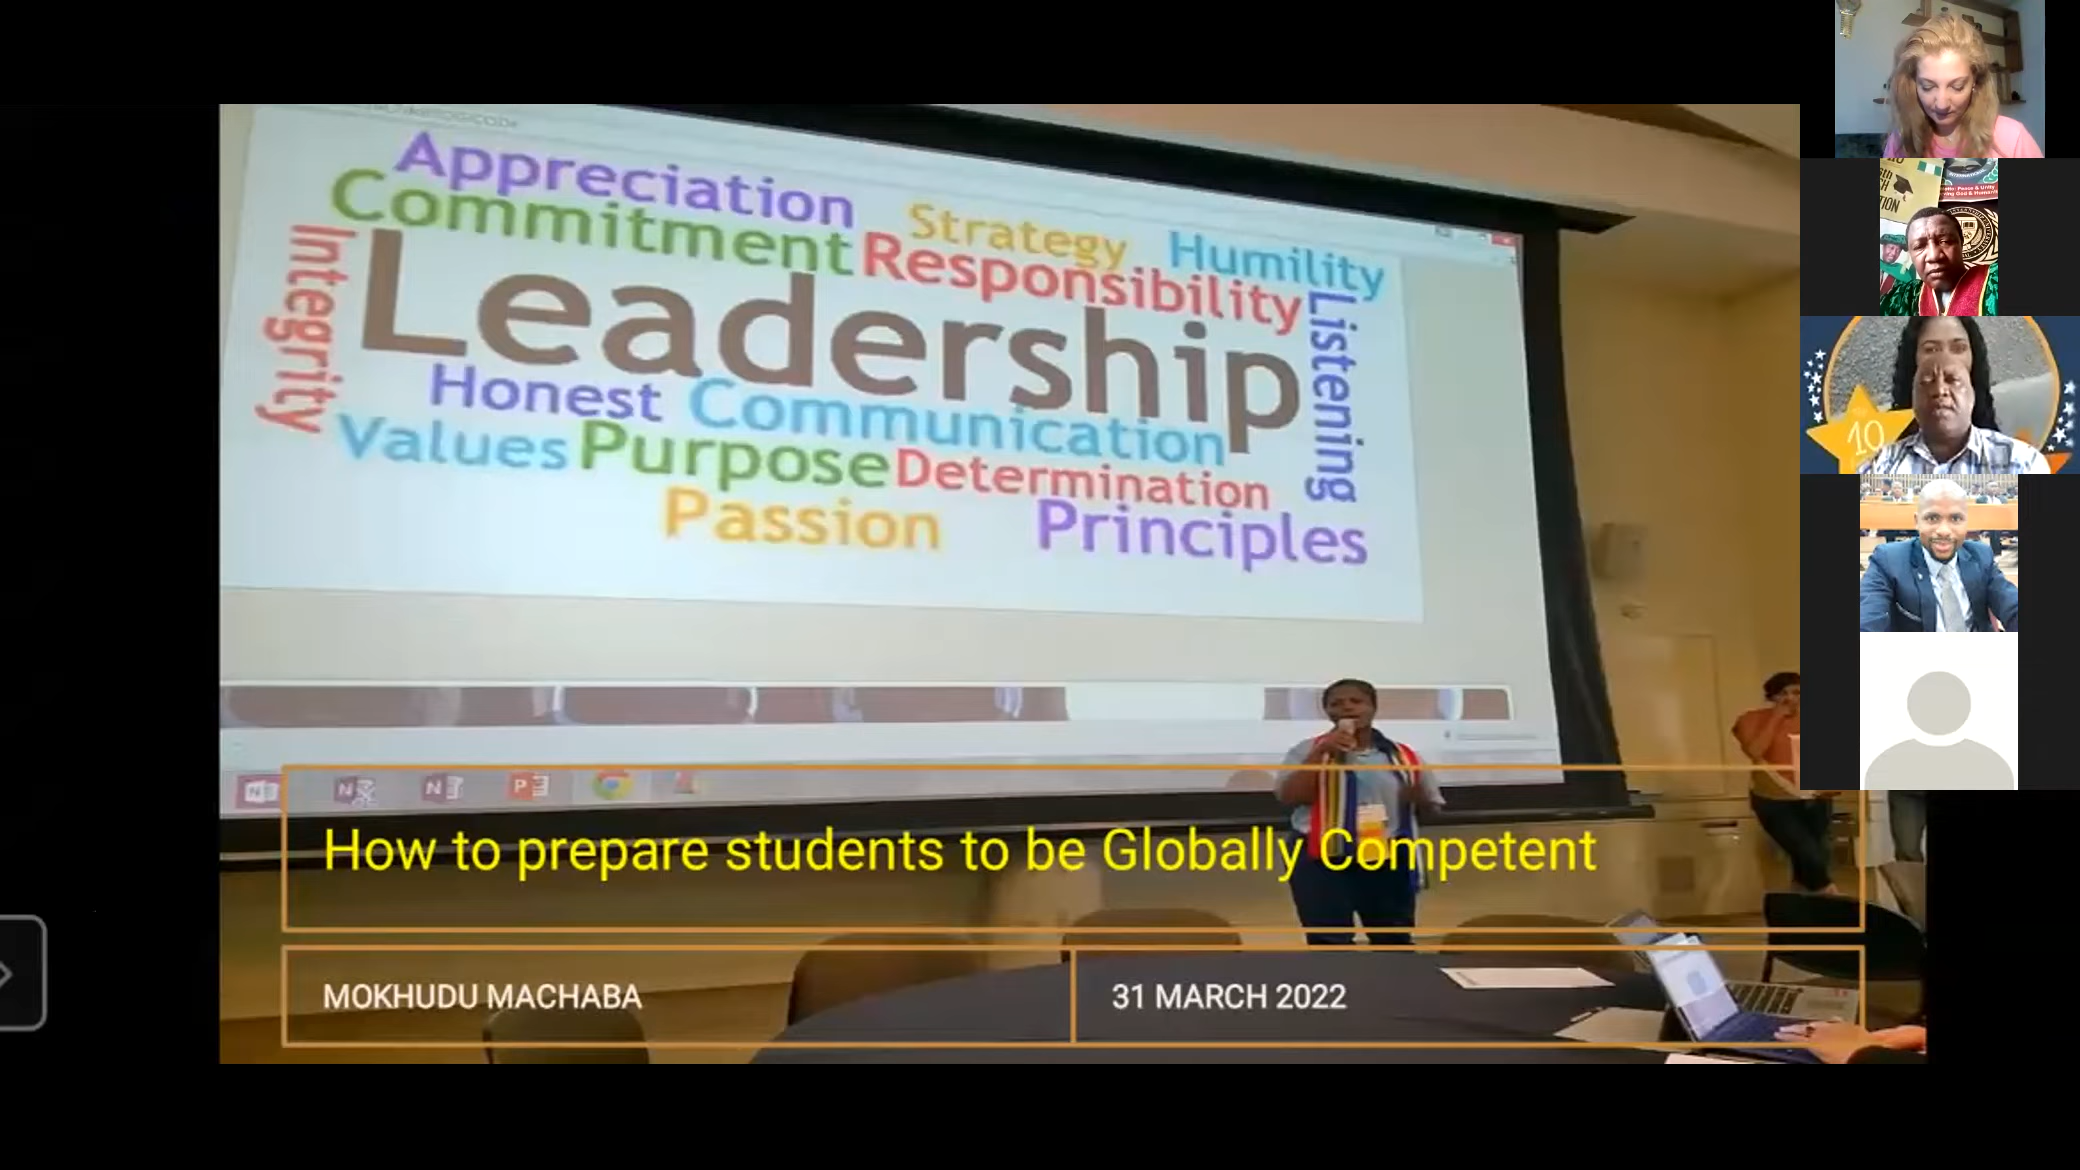 Appreciation
Commitment
Strategy
Humility
Responsibility
Integrity
Leadership
Listening
Honest
Communication
Values
Purpose
Determination
Passion
Principles
How to prepare students to be Globally Competent
MOKHUDU MACHABA
31 MARCH 2022
10